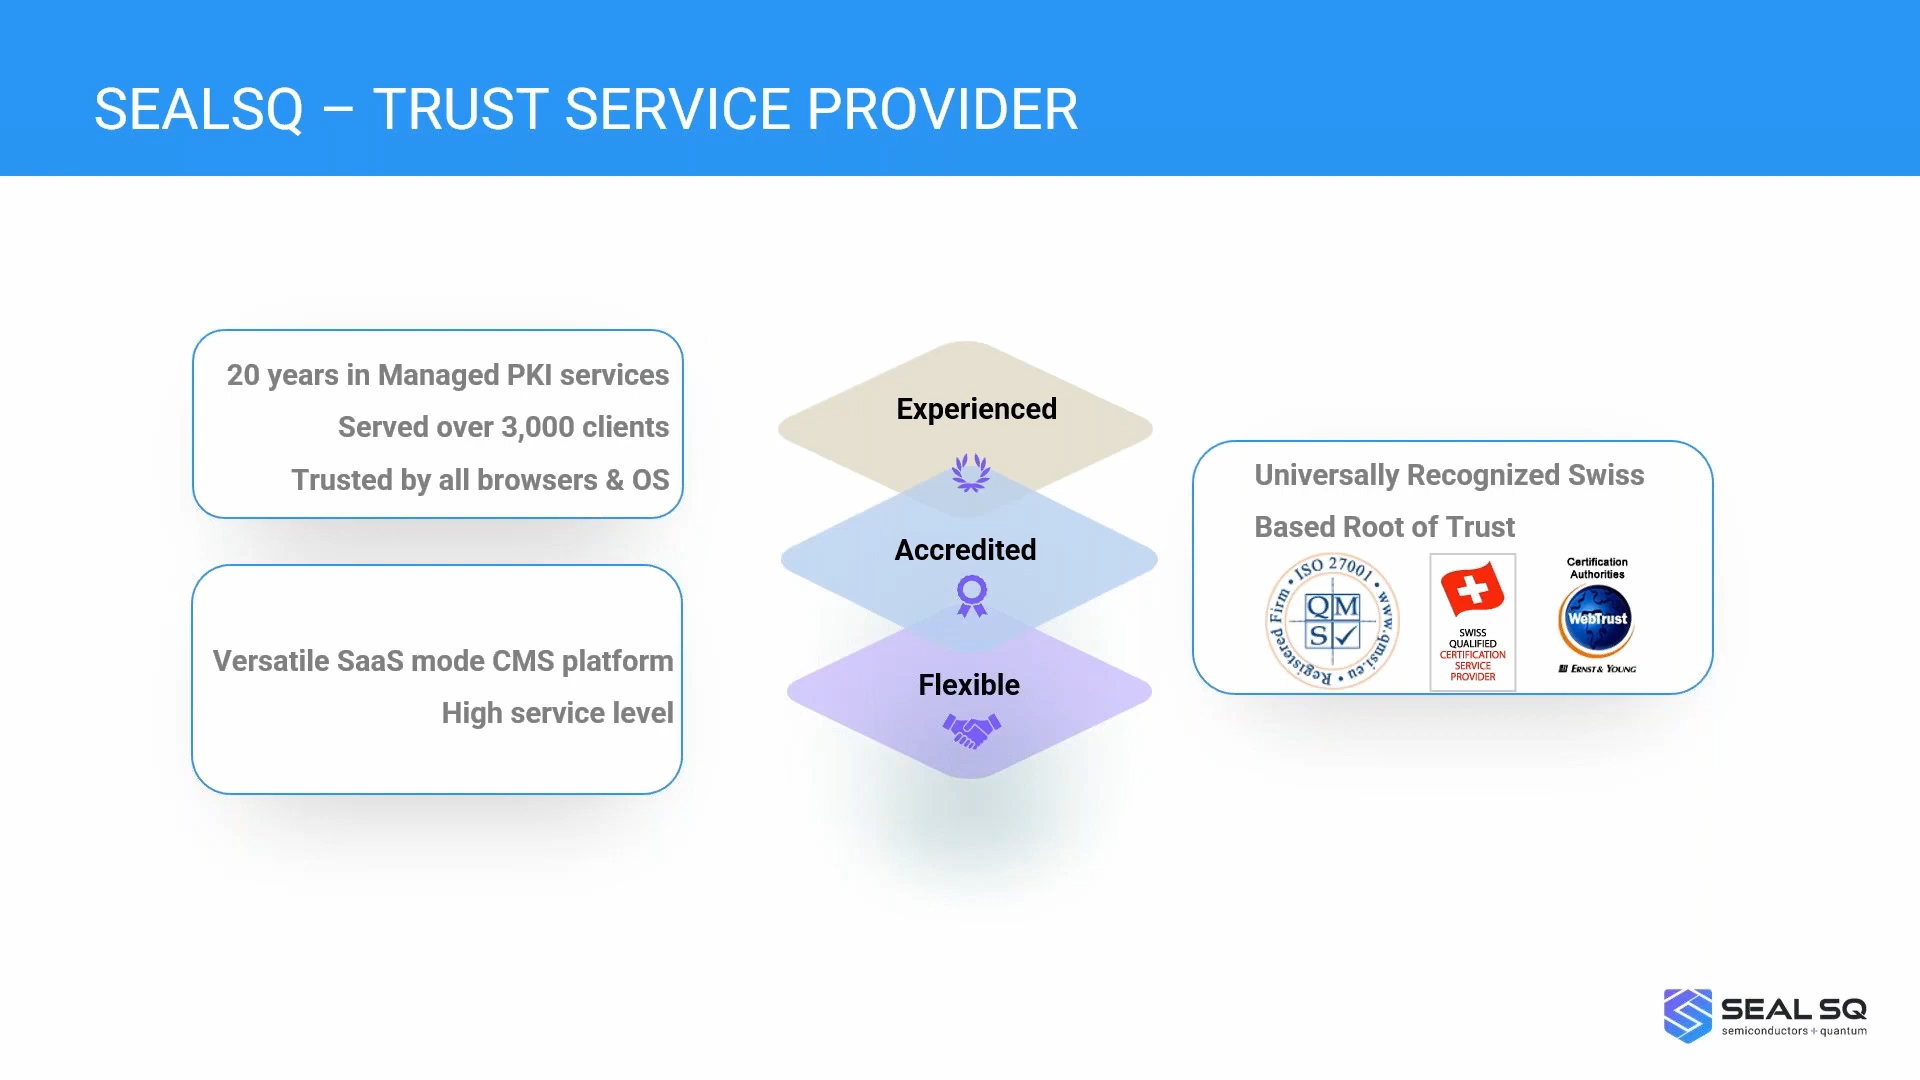 SEALSQ – TRUST SERVICE PROVIDER
20 years in Managed PKI services
Served over 3,000 clients
Trusted by all browsers & OS
Versatile SaaS mode CMS platform
High service level
Experienced
Accredited
Flexible
Universally Recognized Swiss
Based Root of Trust
Registered Firm • ISO 27001 • www.qmsi.eu •
QM
S
SWISS
QUALIFIED
CERTIFICATION
SERVICE
PROVIDER
Certification
Authorities
WebTrust
ERNST & YOUNG
SEAL SQ
semiconductors + quantum